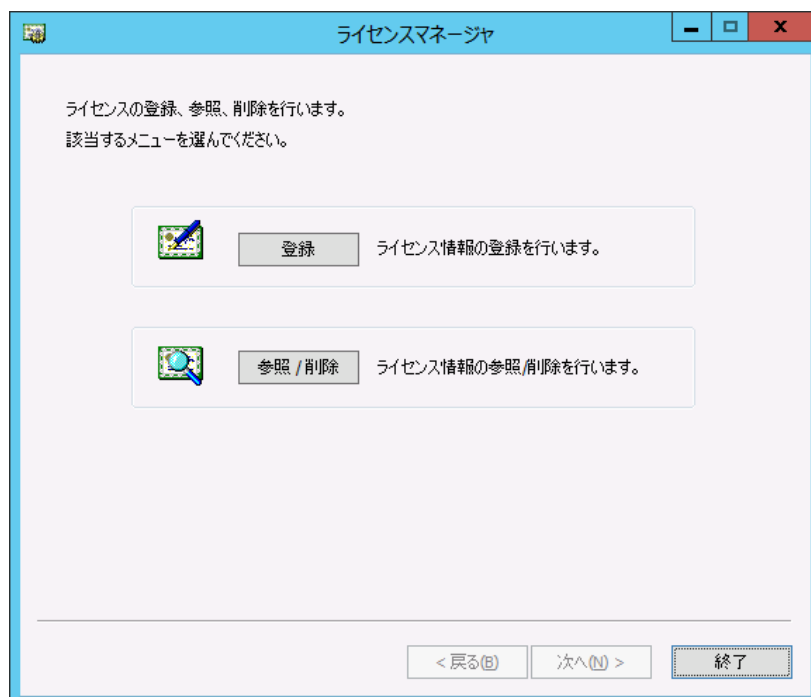 ライセンスマネージャ
ライセンスの登録、参照、削除を行います。
該当するメニューを選んでください。
登録
ライセンス情報の登録を行います。
参照 / 削除
ライセンス情報の参照/削除を行います。
< 戻る(B)
次へ(N) >
終了